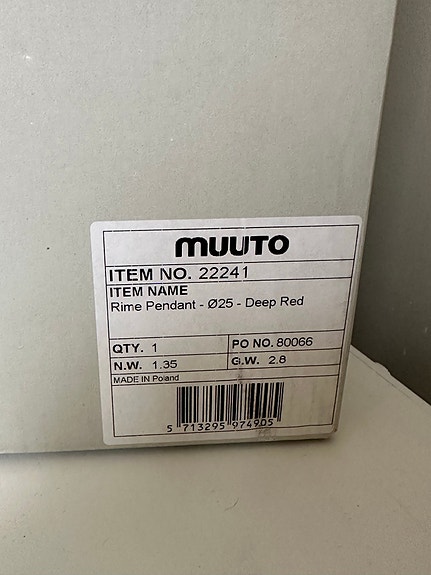 muuto
ITEM NO. 22241
ITEM NAME
Rime Pendant - Ø25 - Deep Red
QTY. 1 PO NO. 80066
N.W. 1.35 G.W. 2.8
MADE IN Poland
5 713295 974905